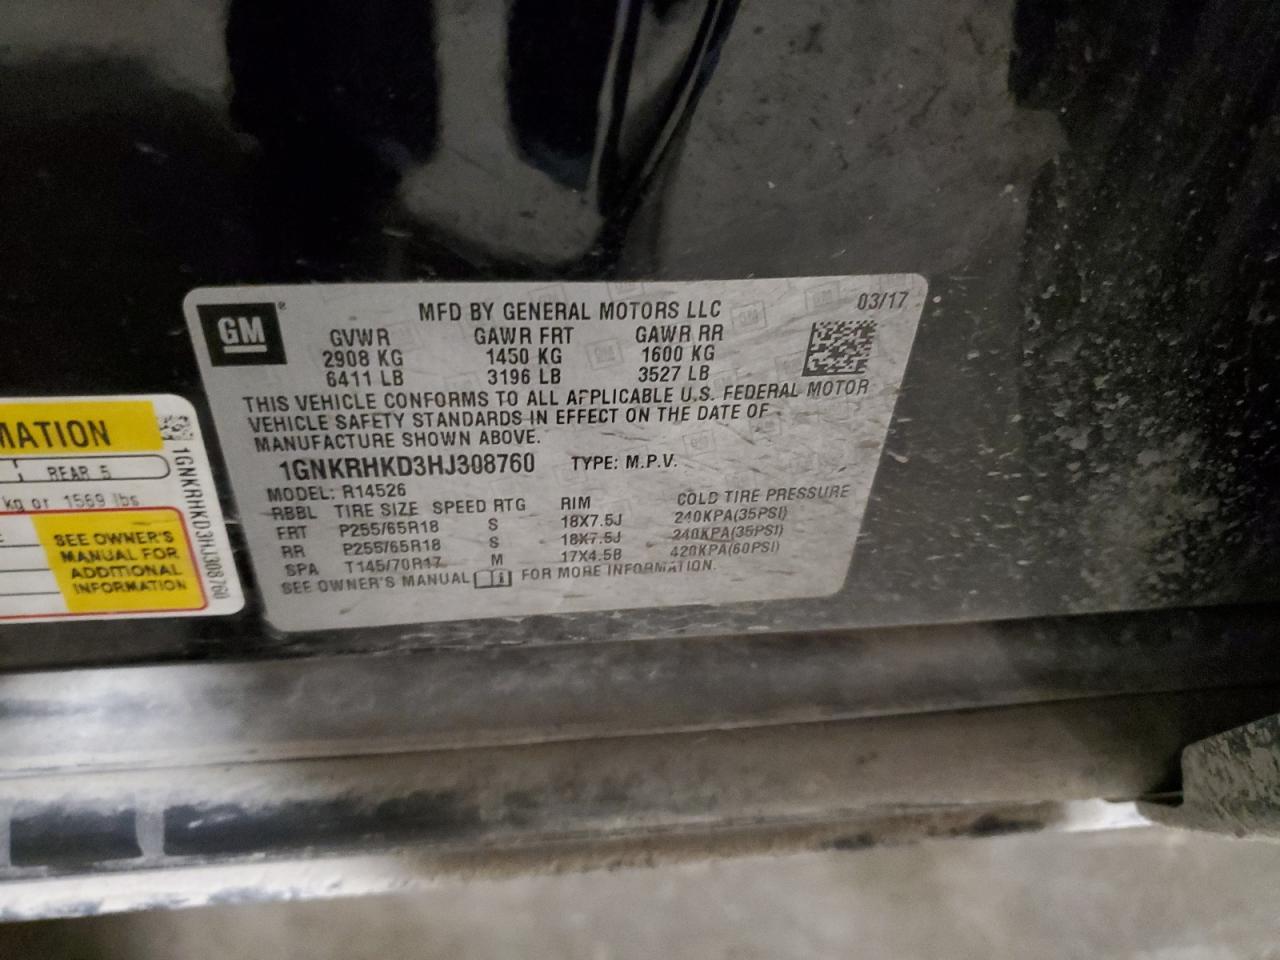 GM
®
MFD BY GENERAL MOTORS LLC
03/17
GVWR GAWR FRT GAWR RR
2908 KG 1450 KG 1600 KG
6411 LB 3196 LB 3527 LB
THIS VEHICLE CONFORMS TO ALL APPLICABLE U.S. FEDERAL MOTOR
VEHICLE SAFETY STANDARDS IN EFFECT ON THE DATE OF
MANUFACTURE SHOWN ABOVE.
1GNKRHKD3HJ308760 TYPE: M.P.V.
MODEL: R14526
RBBL TIRE SIZE SPEED RTG RIM COLD TIRE PRESSURE
FRT P255/65R18 S 18X7.5J 240KPA(35PSI)
RR P255/65R18 S 18X7.5J 240KPA(35PSI)
SPA T145/70R17 M 17X4.5B 420KPA(60PSI)
SEE OWNER'S MANUAL FOR MORE INFORMATION.
MATION
REAR 5
kg or 1569 lbs
SEE OWNER'S
MANUAL FOR
ADDITIONAL
INFORMATION
1GNKRHKD3HJ308760